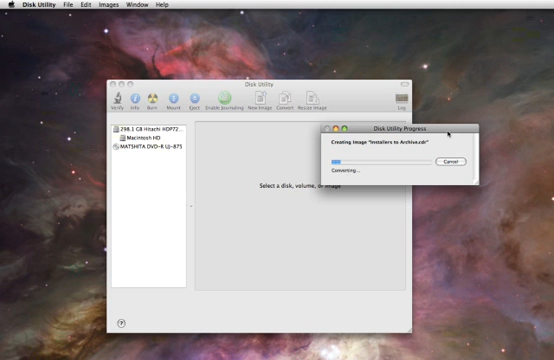 Disk Utility File Edit Images Window Help
Disk Utility
Verify Info Burn Mount Eject Enable Journaling New Image Convert Resize Image Log
298.1 GB Hitachi HDP72...
Macintosh HD
MATSHITA DVD-R UJ-875
Select a disk, volume, or image
Disk Utility Progress
Creating Image "Installers to Archive.cdr"
Cancel
Converting...
?